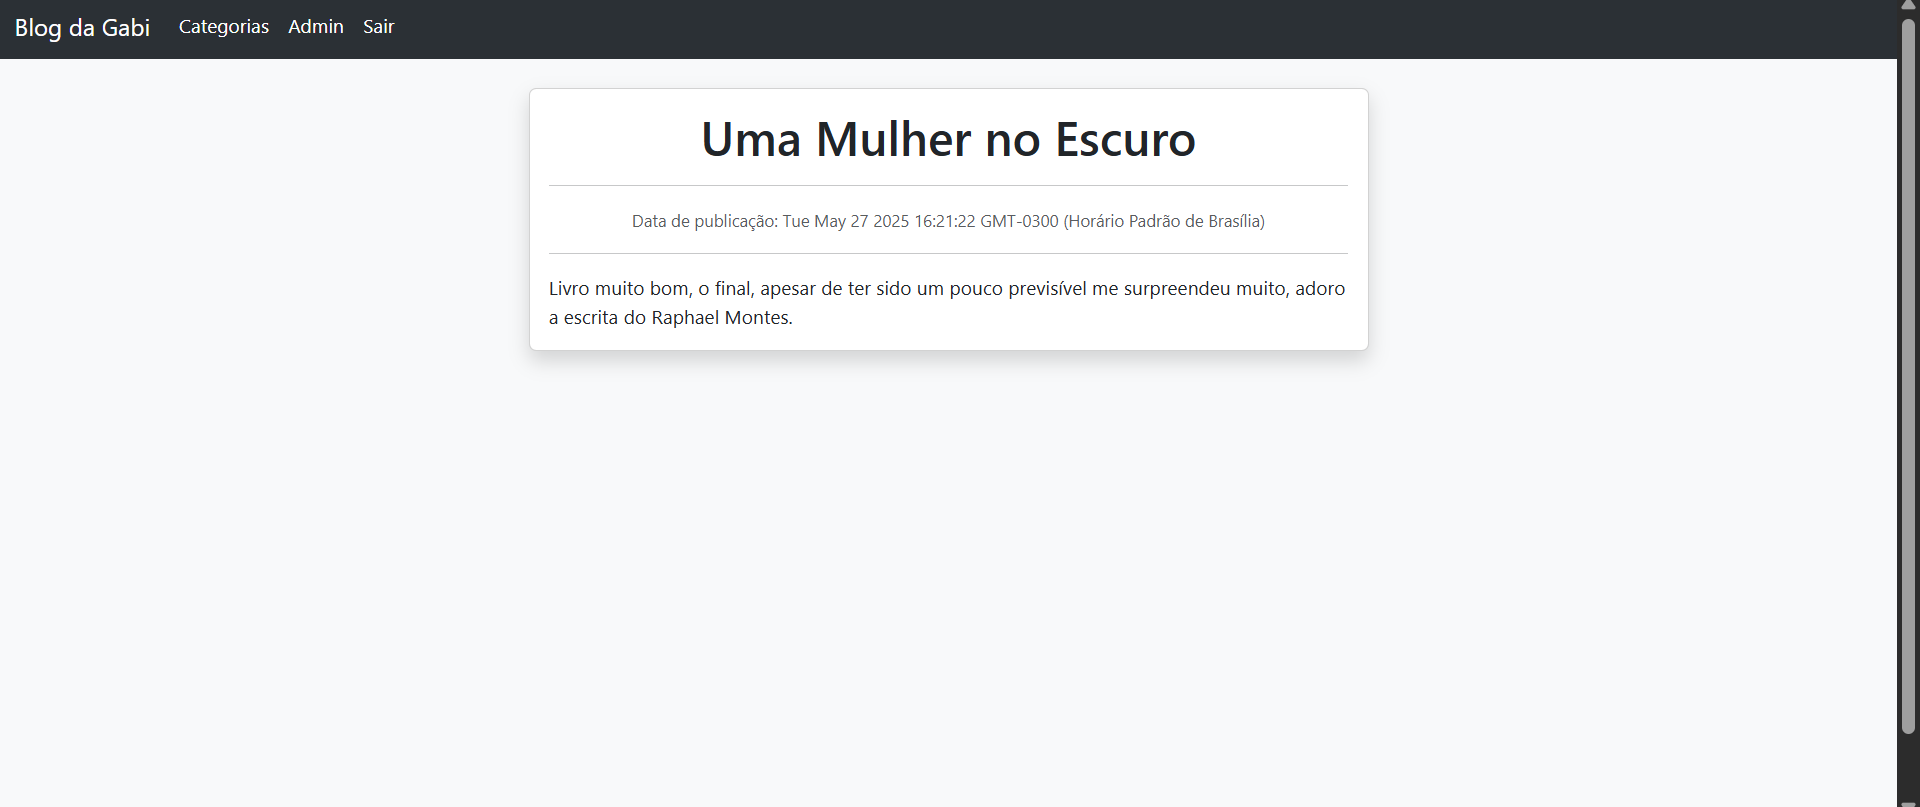 Blog da Gabi Categorias Admin Sair
Uma Mulher no Escuro
Data de publicação: Tue May 27 2025 16:21:22 GMT-0300 (Horário Padrão de Brasília)
Livro muito bom, o final, apesar de ter sido um pouco previsível me surpreendeu muito, adoro
a escrita do Raphael Montes.